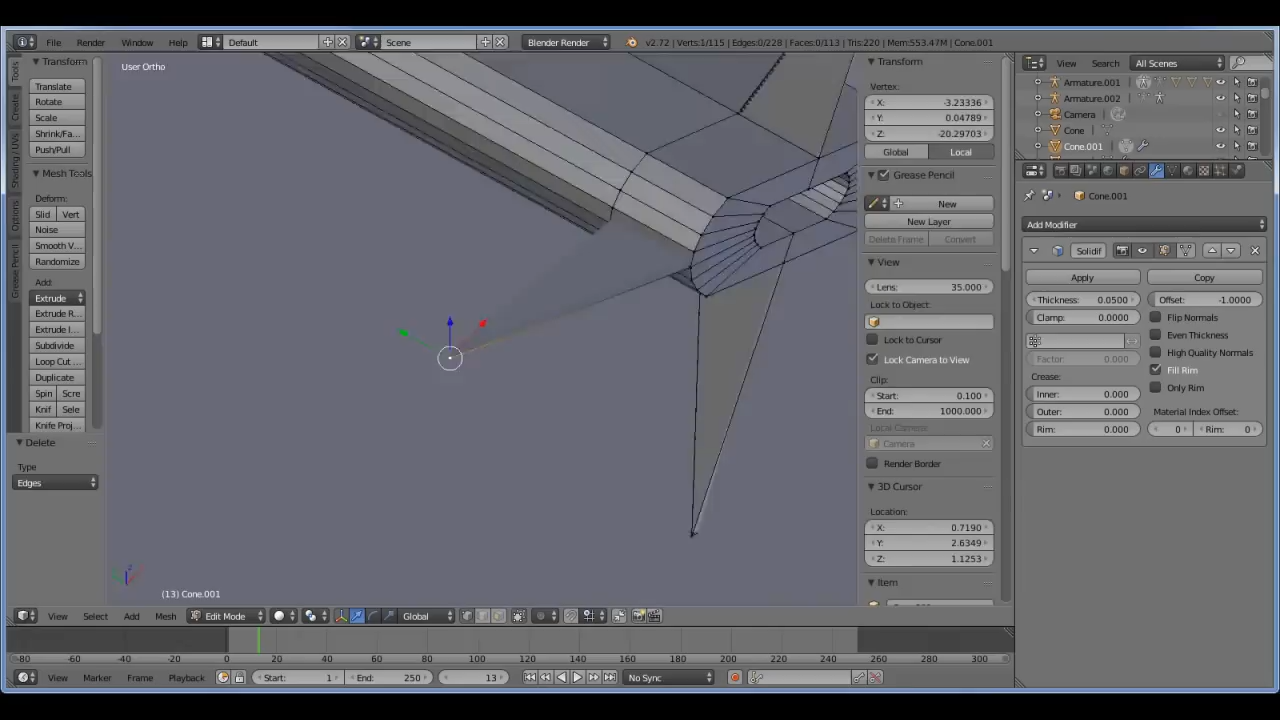 File Render Window Help Default Scene Blender Render v2.72 | Verts:1/115 | Edges:0/228 | Faces:0/113 | Tris:220 | Mem:553.47M | Cone.001
View Search All Scenes
Tools
Create
Shading / UVs
Options
Grease Pencil
Transform
Translate
Rotate
Scale
Shrink/Fa...
Push/Pull
Mesh Tools
Deform:
Slid Vert
Noise
Smooth V...
Randomize
Add:
Extrude
Extrude R...
Extrude I...
Subdivide
Loop Cut ...
Duplicate
Spin Scre
Knif Sele
Knife Proj...
Delete
Type
Edges
User Ortho
(13) Cone.001
Transform
Vertex:
X: -3.23336
Y: 0.04789
Z: -20.29703
Global Local
Grease Pencil
New
New Layer
Delete Frame Convert
View
Lens: 35.000
Lock to Object:
Lock to Cursor
Lock Camera to View
Clip:
Start: 0.100
End: 1000.000
Local Camera:
Camera
Render Border
3D Cursor
Location:
X: 0.7190
Y: 2.6349
Z: 1.1253
Item
Armature.001
Armature.002
Camera
Cone
Cone.001
Cone.001
Add Modifier
Solidif
Apply Copy
Thickness: 0.0500 Offset: -1.0000
Clamp: 0.0000 Flip Normals
Even Thickness
Factor: 0.000 High Quality Normals
Crease: Fill Rim
Inner: 0.000 Only Rim
Outer: 0.000 Material Index Offset:
Rim: 0.000 0 Rim: 0
View Select Add Mesh Edit Mode Global
-80 -60 -40 -20 0 20 40 60 80 100 120 140 160 180 200 220 240 260 280 300
View Marker Frame Playback Start: 1 End: 250 13 No Sync